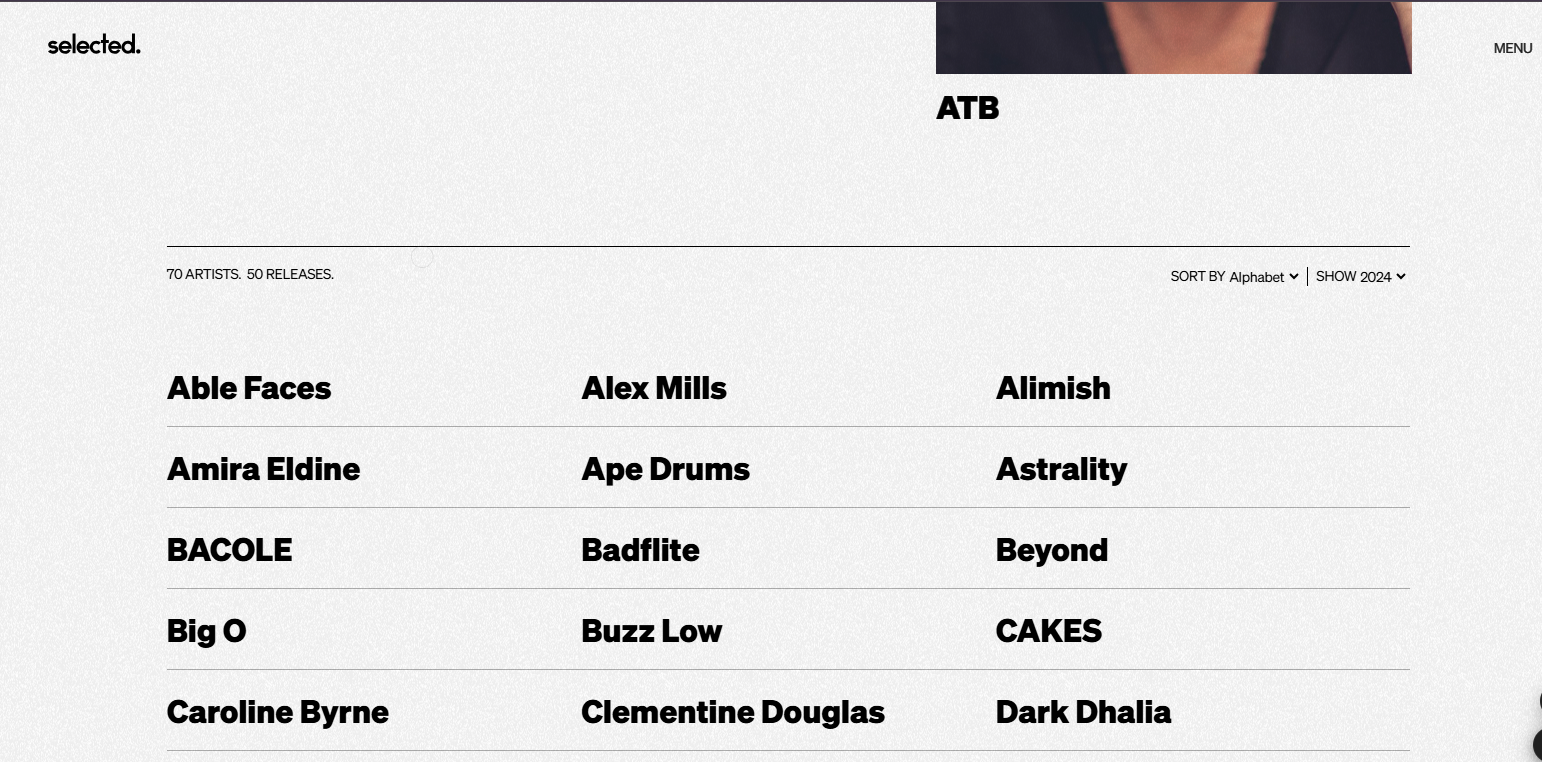 selected.
MENU
ATB
70 ARTISTS. 50 RELEASES.
SORT BY Alphabet | SHOW 2024
Able Faces Alex Mills Alimish
Amira Eldine Ape Drums Astrality
BACOLE Badflite Beyond
Big O Buzz Low CAKES
Caroline Byrne Clementine Douglas Dark Dhalia